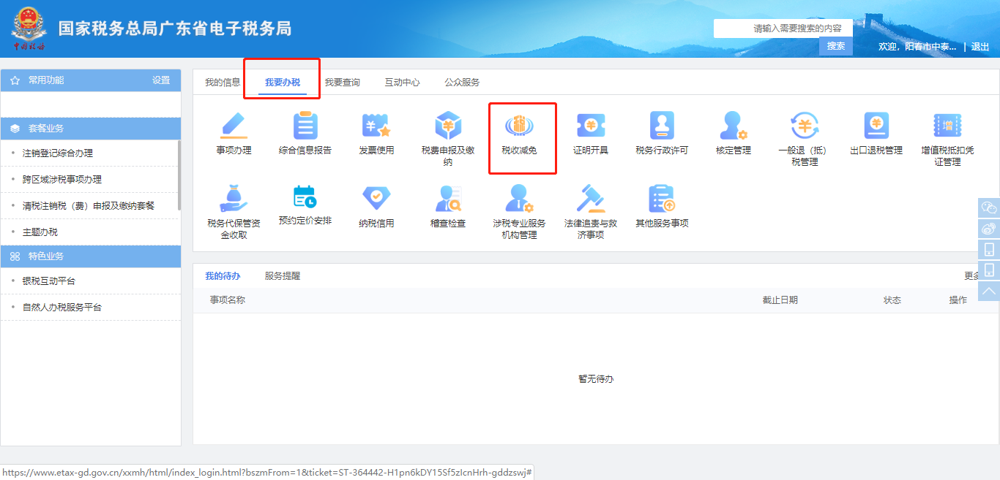 国家税务总局广东省电子税务局
中国税务
请输入需要搜索的内容
搜索
欢迎，阳春市中泰... | 退出
常用功能 设置
套餐业务
注销登记综合办理
跨区域涉税事项办理
清税注销税（费）申报及缴纳套餐
主题办税
特色业务
银税互动平台
自然人办税服务平台
我的信息 我要办税 我要查询 互动中心 公众服务
税
增
事项办理 综合信息报告 发票使用 税费申报及缴 税收减免 证明开具 税务行政许可 核定管理 一般退（抵） 出口退税管理 增值税抵扣凭
纳 税管理 证管理
税务代保管资 预约定价安排 纳税信用 稽查检查 涉税专业服务 法律追责与救 其他服务事项
金收取 机构管理 济事项
我的待办 服务提醒
事项名称 截止日期 状态 操作
暂无待办
https://www.etax-gd.gov.cn/xxmh/html/index_login.html?bszmFrom=1&ticket=ST-364442-H1pn6kDY15Sf5zIcnHrh-gddzswj#